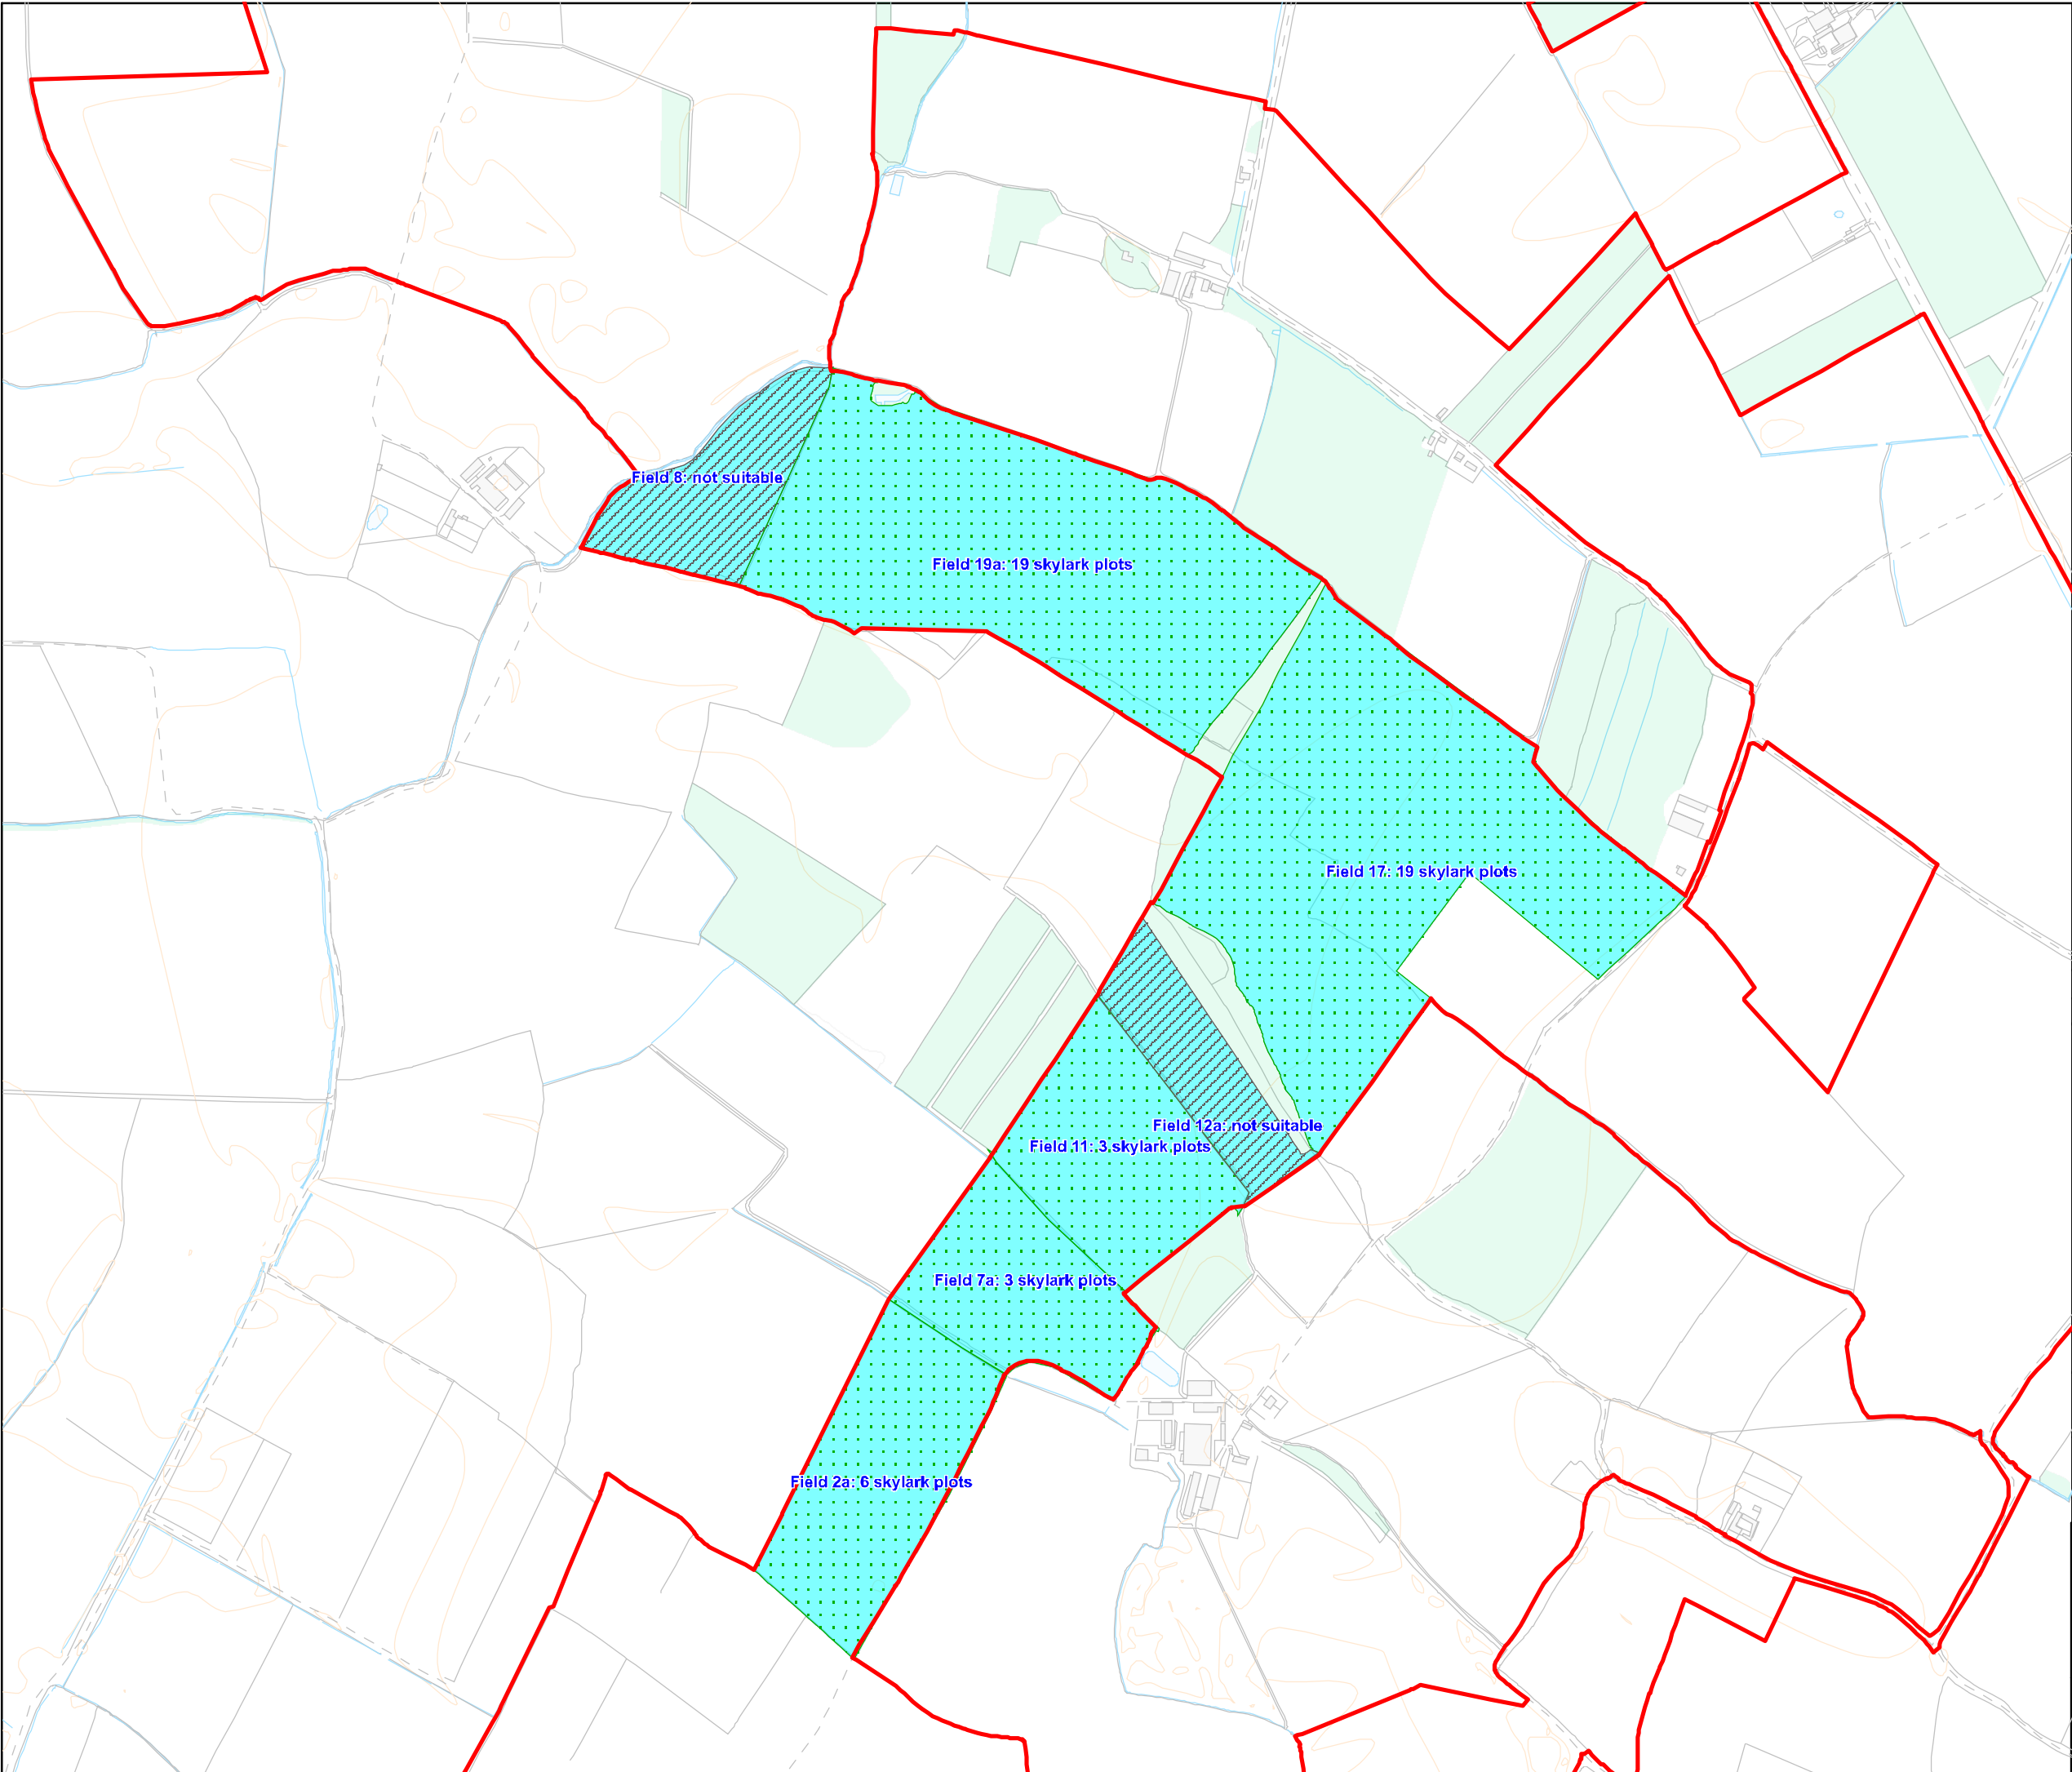 Field 8: not suitable
Field 19a: 19 skylark plots
Field 17: 19 skylark plots
Field 12a: not suitable
Field 11: 3 skylark plots
Field 7a: 3 skylark plots
Field 2a: 6 skylark plots